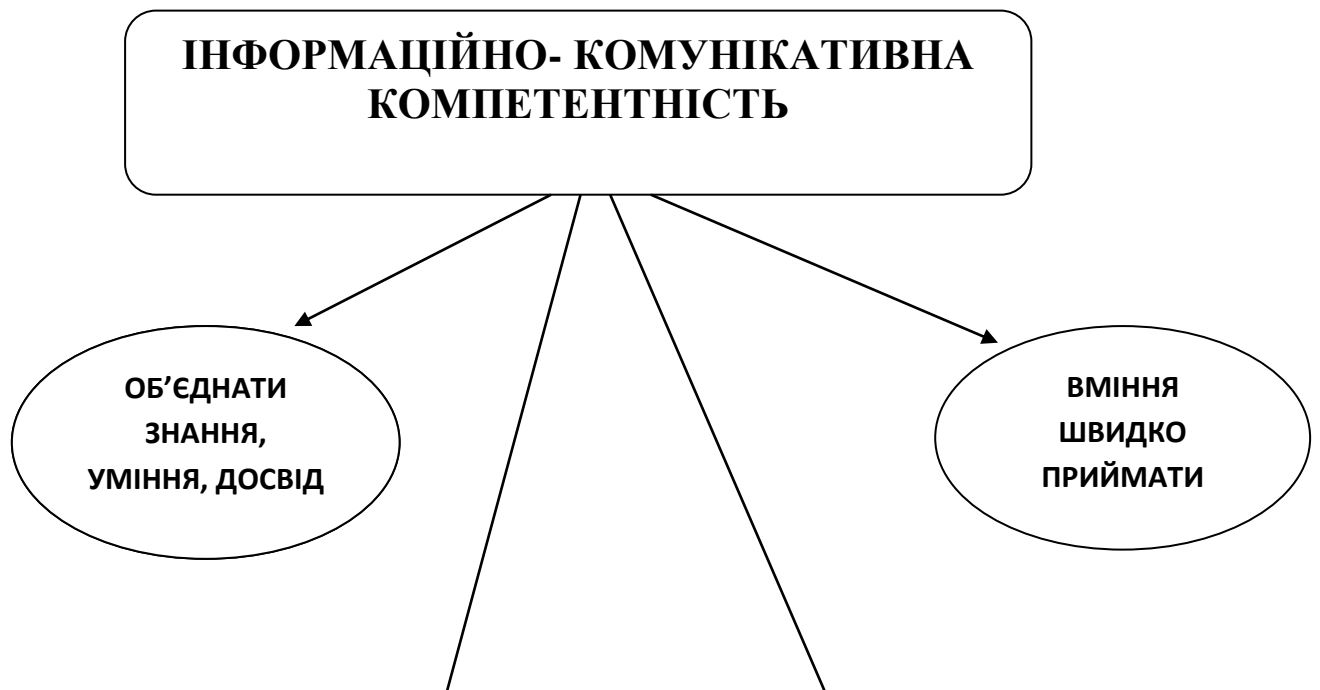 ІНФОРМАЦІЙНО- КОМУНІКАТИВНА
КОМПЕТЕНТНІСТЬ
ОБ’ЄДНАТИ
ЗНАННЯ,
УМІННЯ, ДОСВІД
ВМІННЯ
ШВИДКО
ПРИЙМАТИ